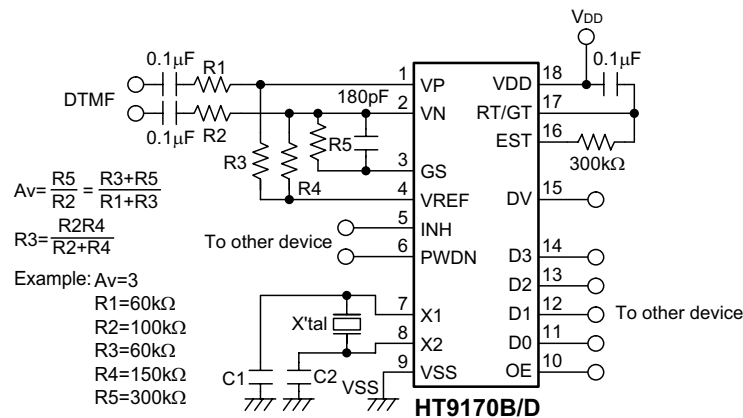 VDD
0.1μF R1 1 VP VDD 18 0.1μF
DTMF
180pF 2 VN RT/GT 17
0.1μF R2 EST 16
R5 300kΩ
R3 R4 3 GS
Av=R5/R2=R3+R5/R1+R3 4 VREF DV 15
R3=R2R4/R2+R4 5 INH
To other device 6 PWDN D3 14
D2 13
Example: Av=3
R1=60kΩ 7 X1 D1 12 To other device
R2=100kΩ X'tal
R3=60kΩ 8 X2 D0 11
R4=150kΩ C1 C2 VSS 9 VSS OE 10
R5=300kΩ
HT9170B/D